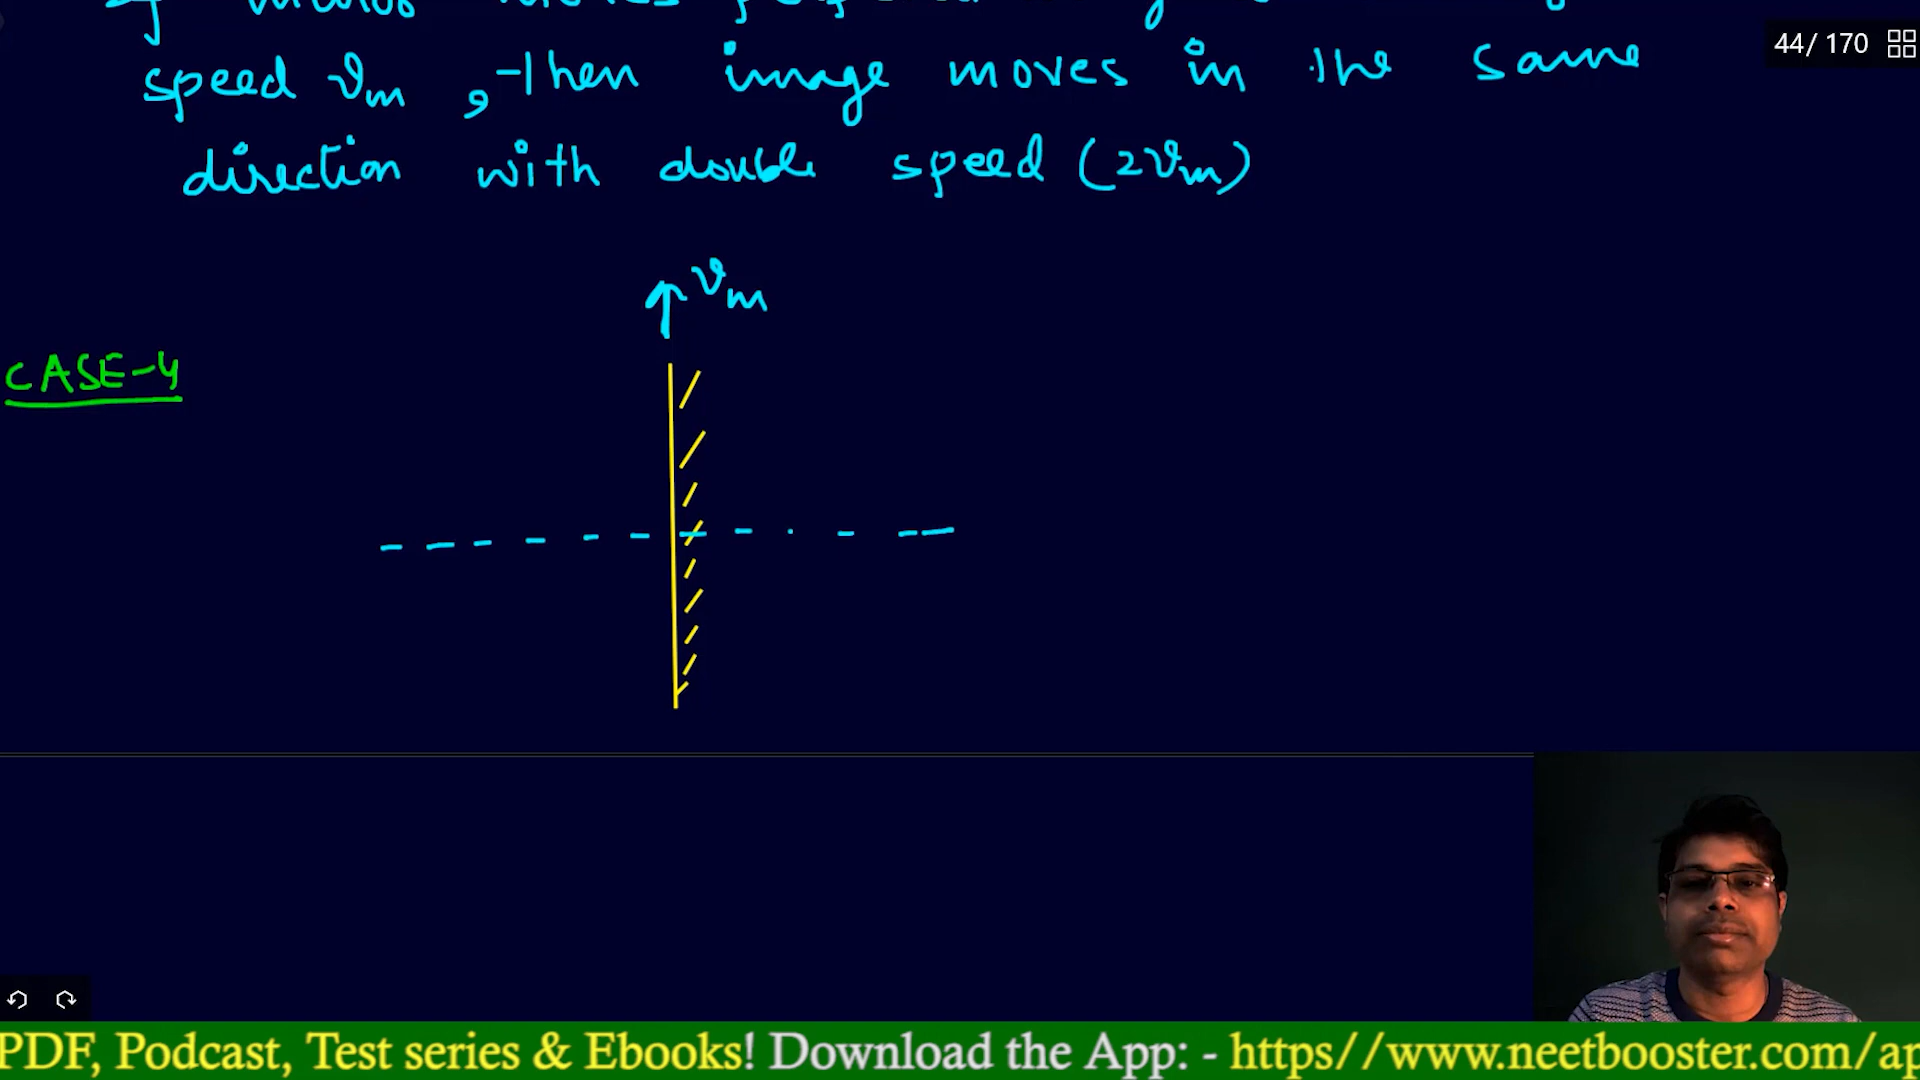 speed vm, then image moves in the same
direction with double speed (2vm)
vm
CASE-4
44/ 170
PDF, Podcast, Test series & Ebooks! Download the App: - https//www.neetbooster.com/ap